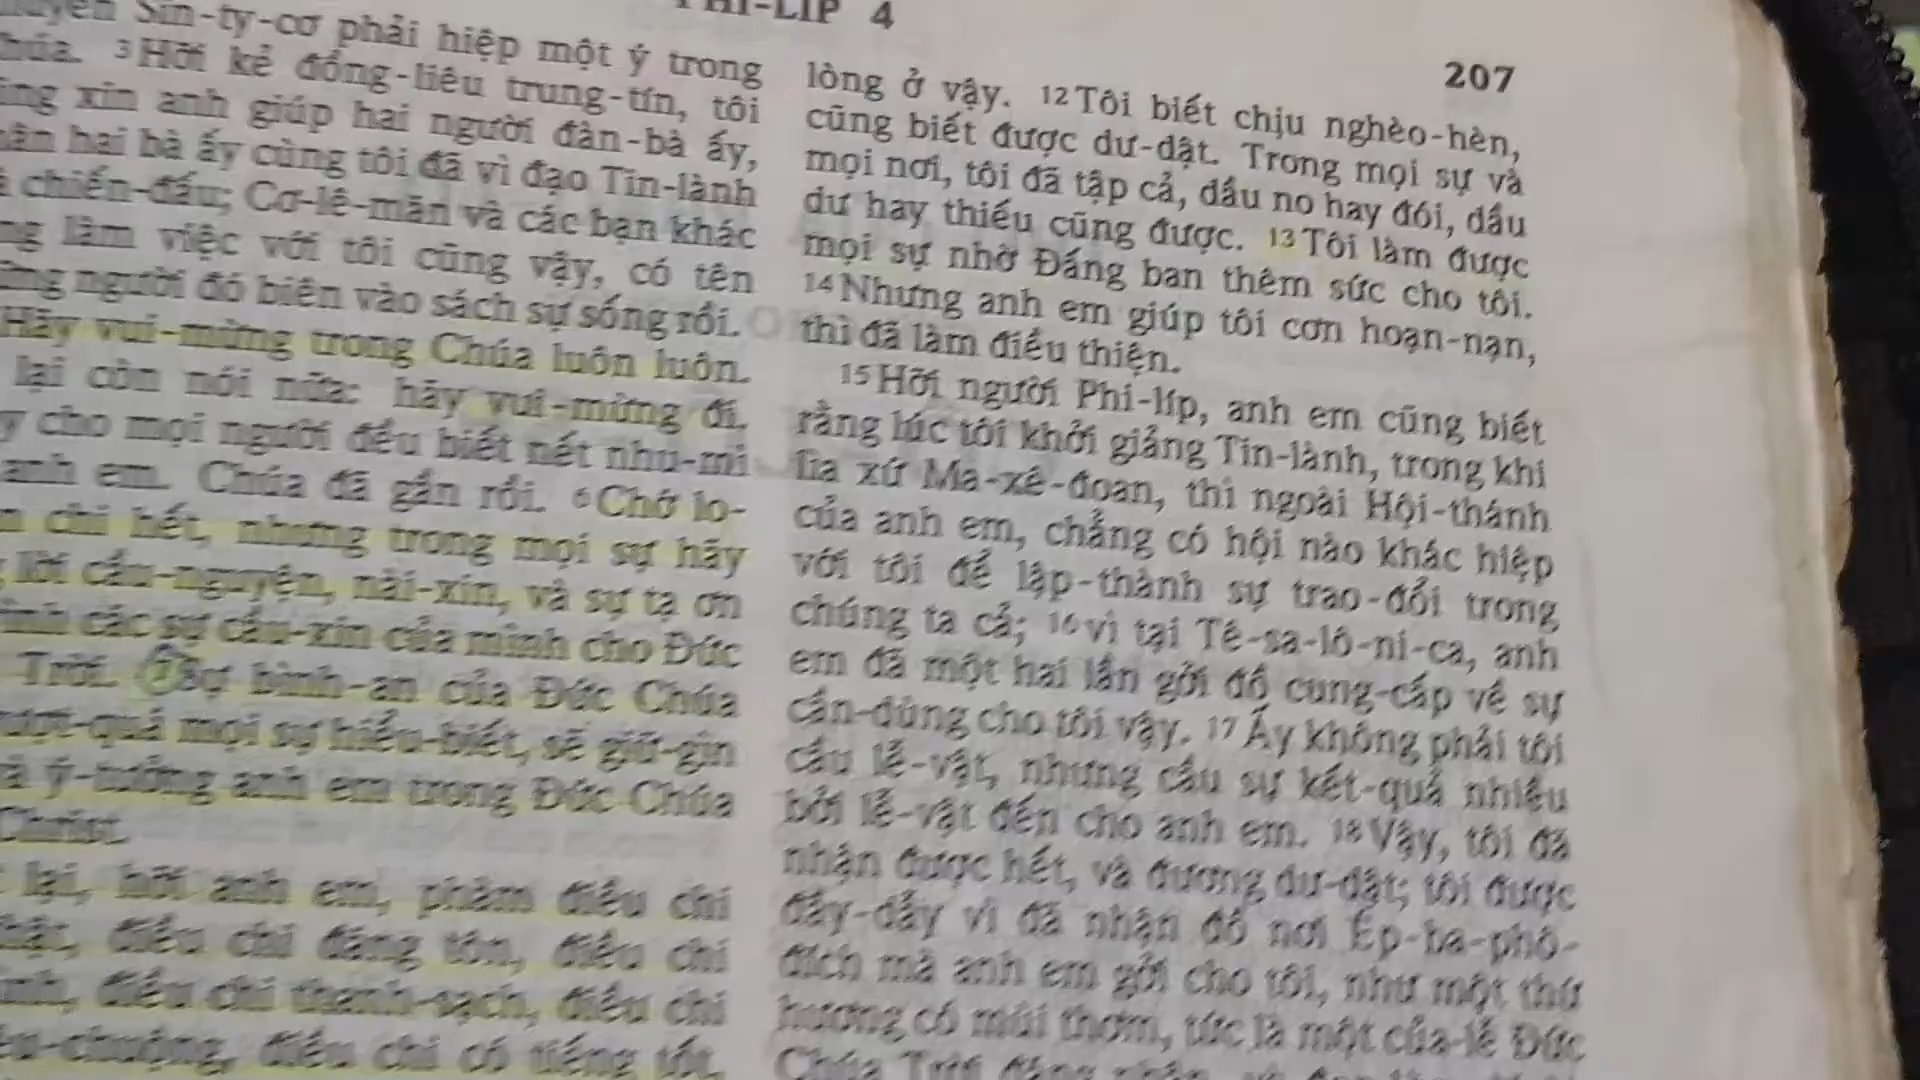 PHI-LÍP 4
207
Sin-ty-cơ phải hiệp một ý trong
3 Hỡi kẻ đồng-liêu trung-tín, tôi
xin anh giúp hai người đàn-bà ấy,
hai bà ấy cùng tôi đã vì đạo Tin-lành
chiến-đấu; Cơ-lê-mãn và các bạn khác
làm việc với tôi cũng vậy, có tên
người đó biên vào sách sự sống rồi.
Hãy vui-mừng trong Chúa luôn luôn.
lại còn nói nữa: hãy vui-mừng đi.
cho mọi người đều biết nết nhu-mì
anh em. Chúa đã gần rồi. 6 Chớ lo-
chi hết, nhưng trong mọi sự hãy
lời cầu-nguyện, nài-xin, và sự tạ ơn
các sự cầu-xin của mình cho Đức
Trời. 7 Sự bình-an của Đức Chúa
mọi sự hiểu-biết, sẽ giữ-gìn
ý-tưởng anh em trong Đức Chúa
Christ.
lại, hỡi anh em, phàm điều chi
điều chi đáng tôn, điều chi
điều chi thanh-sạch, điều chi
điều chi có tiếng tốt,
lòng ở vậy. 12 Tôi biết chịu nghèo-hèn,
cũng biết được dư-dật. Trong mọi sự và
mọi nơi, tôi đã tập cả, dầu no hay đói, dầu
dư hay thiếu cũng được. 13 Tôi làm được
mọi sự nhờ Đấng ban thêm sức cho tôi.
14 Nhưng anh em giúp tôi cơn hoạn-nạn,
thì đã làm điều thiện.
15 Hỡi người Phi-líp, anh em cũng biết
rằng lúc tôi khởi giảng Tin-lành, trong khi
lìa xứ Ma-xê-đoan, thì ngoài Hội-thánh
của anh em, chẳng có hội nào khác hiệp
với tôi để lập-thành sự trao-đổi trong
chúng ta cả; 16 vì tại Tê-sa-lô-ni-ca, anh
em đã một hai lần gởi đồ cung-cấp về sự
cần-dùng cho tôi vậy. 17 Ấy không phải tôi
cầu lễ-vật, nhưng cầu sự kết-quả nhiều
bởi lễ-vật đến cho anh em. 18 Vậy, tôi đã
nhận được hết, và đương dư-dật; tôi được
đầy-dẫy vì đã nhận đồ nơi Ép-ba-phô-
đích mà anh em gởi cho tôi, như một thứ
hương có mùi thơm, tức là một của-lễ Đức
Chúa Trời